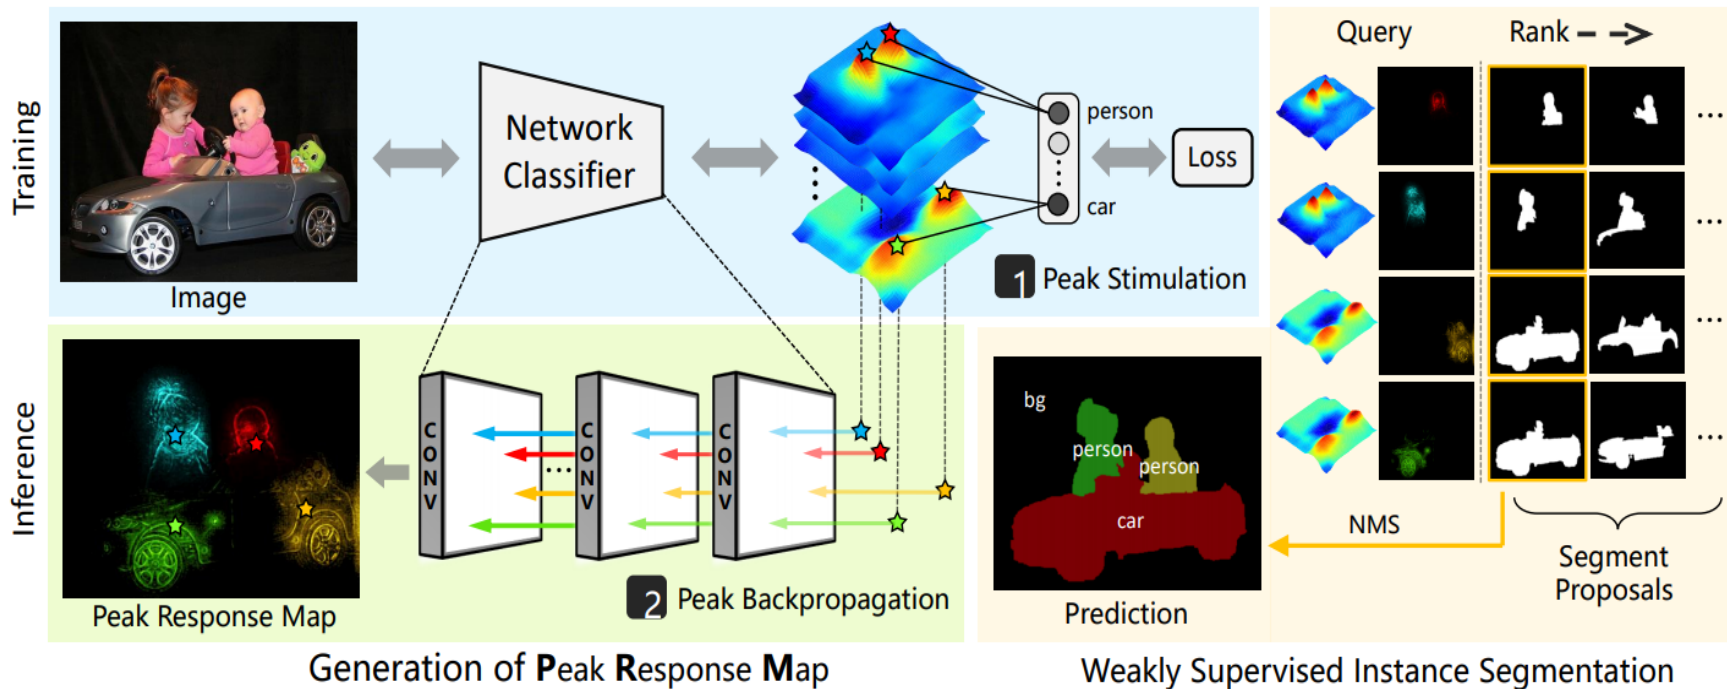 Training
Image
Network
Classifier
person
car
Loss
1 Peak Stimulation
Query
Rank
Inference
Peak Response Map
CONV
CONV
CONV
2 Peak Backpropagation
bg
person
person
car
Prediction
NMS
Segment
Proposals
Generation of Peak Response Map
Weakly Supervised Instance Segmentation